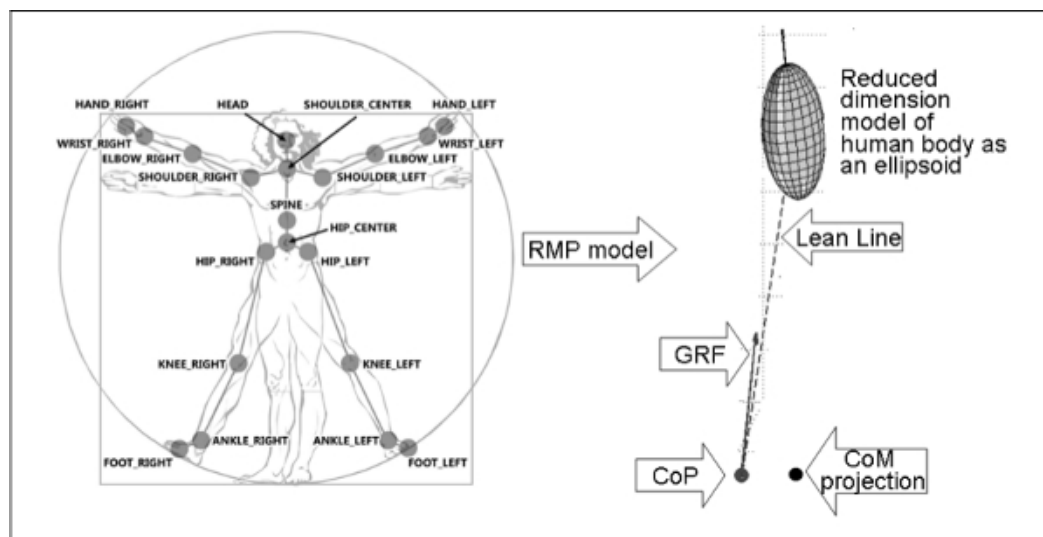 HAND_RIGHT
HEAD
SHOULDER_CENTER
HAND_LEFT
WRIST_RIGHT
WRIST_LEFT
ELBOW_RIGHT
ELBOW_LEFT
SHOULDER_RIGHT
SHOULDER_LEFT
SPINE
HIP_CENTER
HIP_RIGHT
HIP_LEFT
KNEE_RIGHT
KNEE_LEFT
ANKLE_RIGHT
ANKLE_LEFT
FOOT_RIGHT
FOOT_LEFT
RMP model
Reduced
dimension
model of
human body as
an ellipsoid
Lean Line
GRF
CoP
CoM
projection